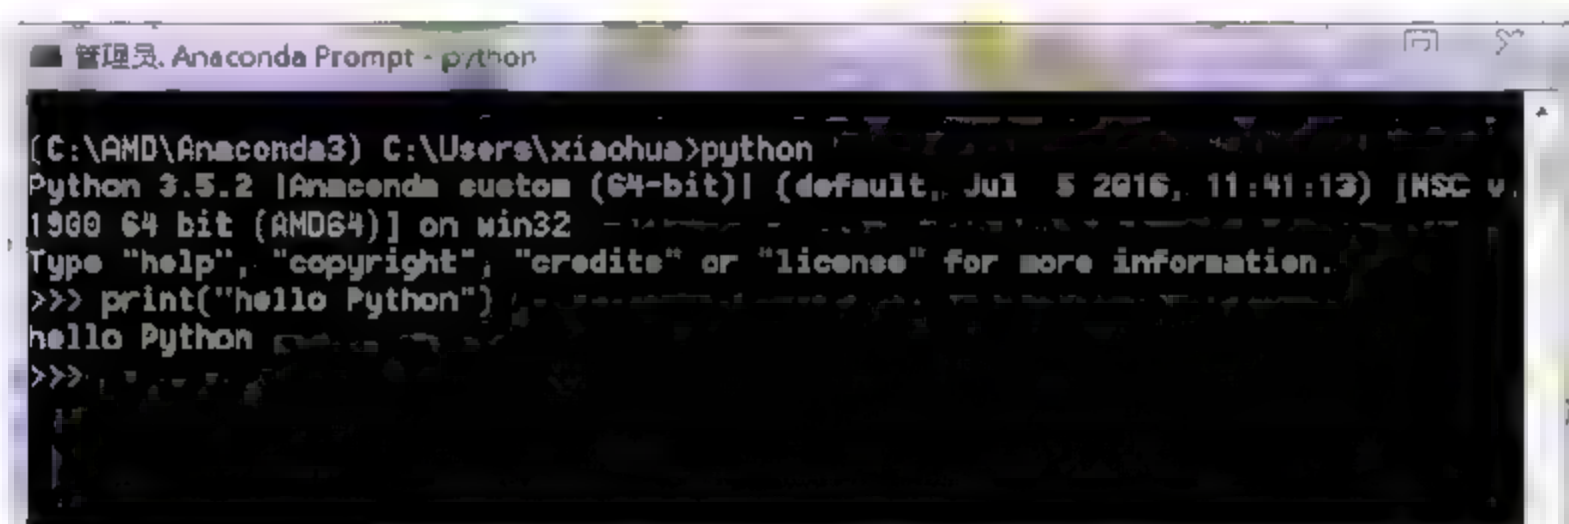 管理员. Anaconda Prompt - python
(C:\AMD\Anaconda3) C:\Users\xiaohua>python
Python 3.5.2 |Anaconda custom (64-bit)| (default, Jul  5 2016, 11:41:13) [MSC v.
1900 64 bit (AMD64)] on win32
Type "help", "copyright", "credits" or "license" for more information.
>>> print("hello Python")
hello Python
>>>